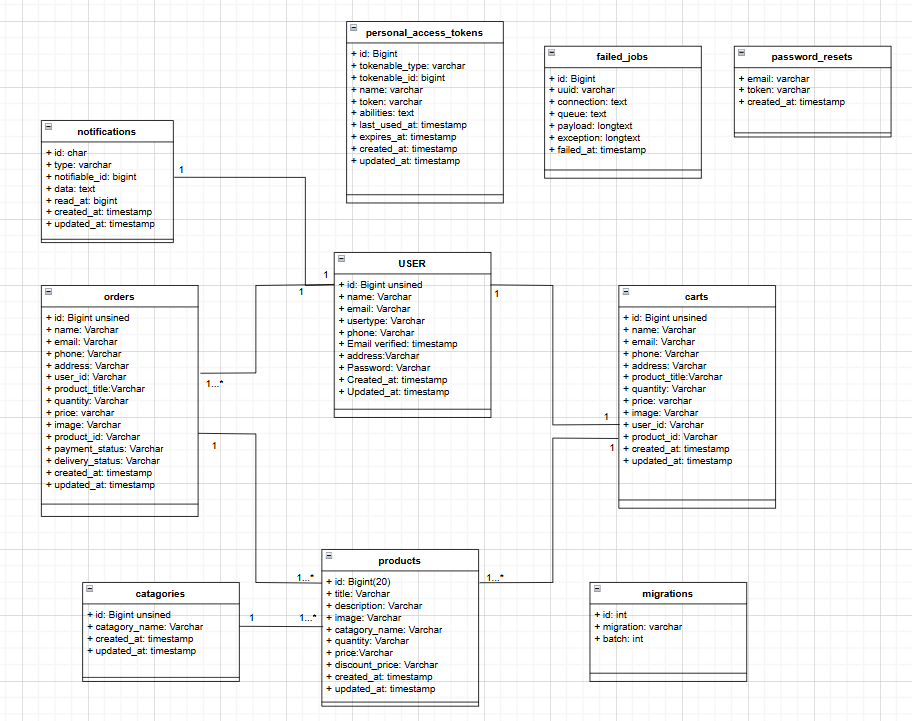 personal_access_tokens
+ id: Bigint
+ tokenable_type: varchar
+ tokenable_id: bigint
+ name: varchar
+ token: varchar
+ abilities: text
+ last_used_at: timestamp
+ expires_at: timestamp
+ created_at: timestamp
+ updated_at: timestamp
failed_jobs
+ id: Bigint
+ uuid: varchar
+ connection: text
+ queue: text
+ payload: longtext
+ exception: longtext
+ failed_at: timestamp
password_resets
+ email: varchar
+ token: varchar
+ created_at: timestamp
notifications
+ id: char
+ type: varchar
+ notifiable_id: bigint
+ data: text
+ read_at: bigint
+ created_at: timestamp
+ updated_at: timestamp
1
1
1
USER
+ id: Bigint unsined
+ name: Varchar
+ email: Varchar
+ usertype: Varchar
+ phone: Varchar
+ Email verified: timestamp
+ address:Varchar
+ Password: Varchar
+ Created_at: timestamp
+ Updated_at: timestamp
1
orders
+ id: Bigint unsined
+ name: Varchar
+ email: Varchar
+ phone: Varchar
+ address: Varchar
+ user_id: Varchar
+ product_title:Varchar
+ quantity: Varchar
+ price: varchar
+ image: Varchar
+ product_id: Varchar
+ payment_status: Varchar
+ delivery_status: Varchar
+ created_at: timestamp
+ updated_at: timestamp
1...*
1
carts
+ id: Bigint unsined
+ name: Varchar
+ email: Varchar
+ phone: Varchar
+ address: Varchar
+ product_title:Varchar
+ quantity: Varchar
+ price: varchar
+ image: Varchar
+ user_id: Varchar
+ product_id: Varchar
+ created_at: timestamp
+ updated_at: timestamp
1
1
catagories
+ id: Bigint unsined
+ catagory_name: Varchar
+ created_at: timestamp
+ updated_at: timestamp
1
1...*
1...*
products
+ id: Bigint(20)
+ title: Varchar
+ description: Varchar
+ image: Varchar
+ catagory_name: Varchar
+ quantity: Varchar
+ price:Varchar
+ discount_price: Varchar
+ created_at: timestamp
+ updated_at: timestamp
1...*
migrations
+ id: int
+ migration: varchar
+ batch: int